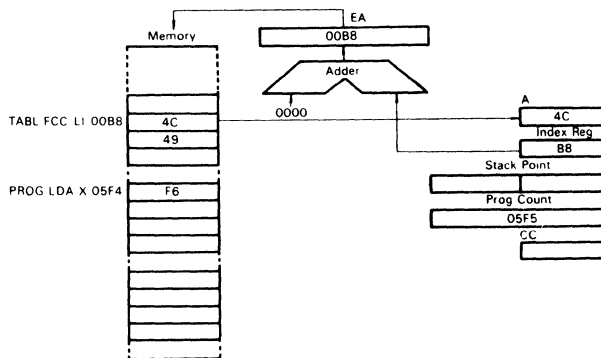 EA
00B8
Memory
Adder
0000
A
TABL FCC LI 00B8
4C
4C
49
Index Reg
B8
Stack Point
PROG LDA X 05F4
F6
Prog Count
05F5
CC